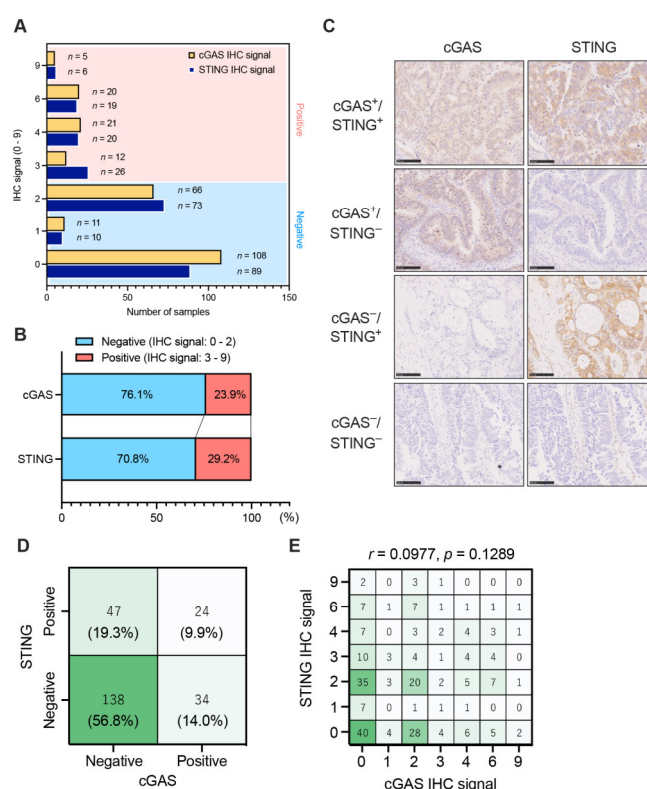 A
cGAS IHC signal
STING IHC signal
IHC signal (0 - 9)
9
n = 5
n = 6
6
n = 20
n = 19
4
n = 21
n = 20
3
n = 12
n = 26
2
n = 66
n = 73
1
n = 11
n = 10
0
n = 108
n = 89
Positive
Negative
0 50 100 150
Number of samples
B
Negative (IHC signal: 0 - 2)
Positive (IHC signal: 3 - 9)
cGAS 76.1% 23.9%
STING 70.8% 29.2%
0 50 100 (%)
C
cGAS STING
cGAS⁺/
STING⁺
cGAS⁺/
STING⁻
cGAS⁻/
STING⁺
cGAS⁻/
STING⁻
D
STING
Positive
47 24
(19.3%) (9.9%)
Negative
138 34
(56.8%) (14.0%)
Negative Positive
cGAS
E
r = 0.0977, p = 0.1289
STING IHC signal
9 2 0 3 1 0 0 0
6 7 1 7 1 1 1 1
4 7 0 3 2 4 3 1
3 10 3 4 1 4 4 0
2 35 3 20 2 5 7 1
1 7 0 1 1 1 0 0
0 40 4 28 4 6 5 2
0 1 2 3 4 6 9
cGAS IHC signal